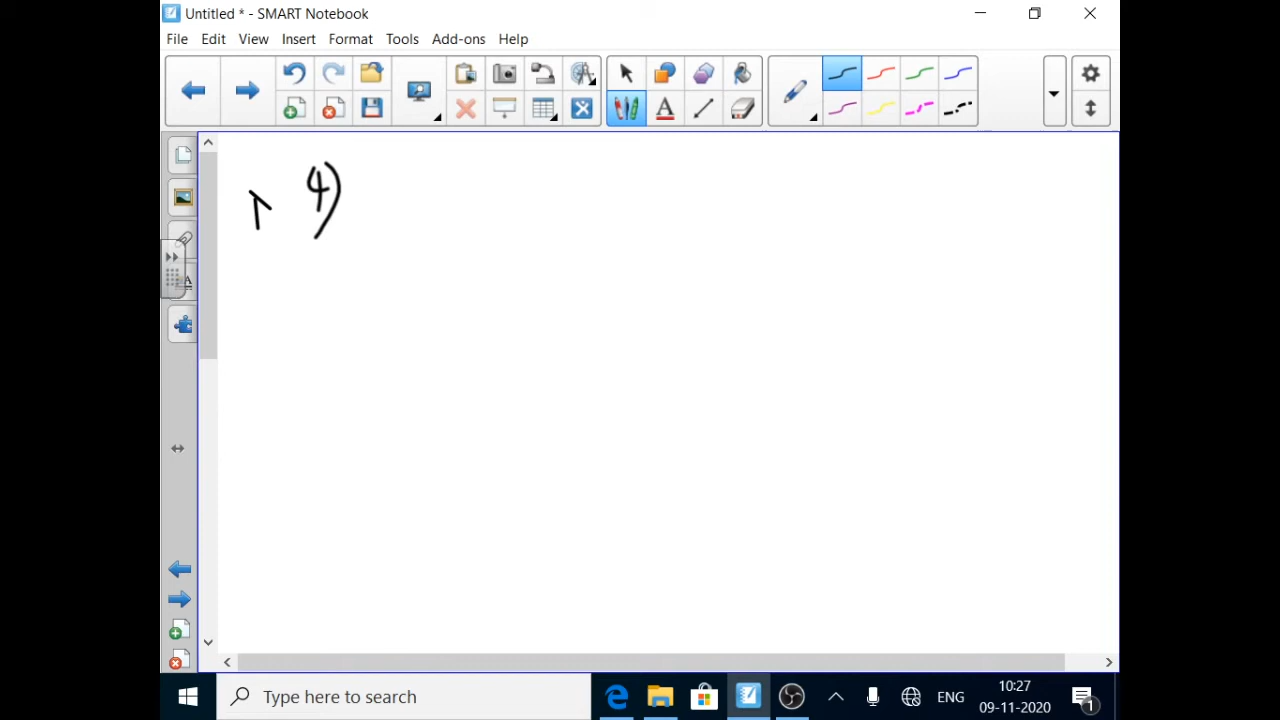 Untitled * - SMART Notebook
File Edit View Insert Format Tools Add-ons Help
4)
Type here to search
ENG
10:27
09-11-2020
1